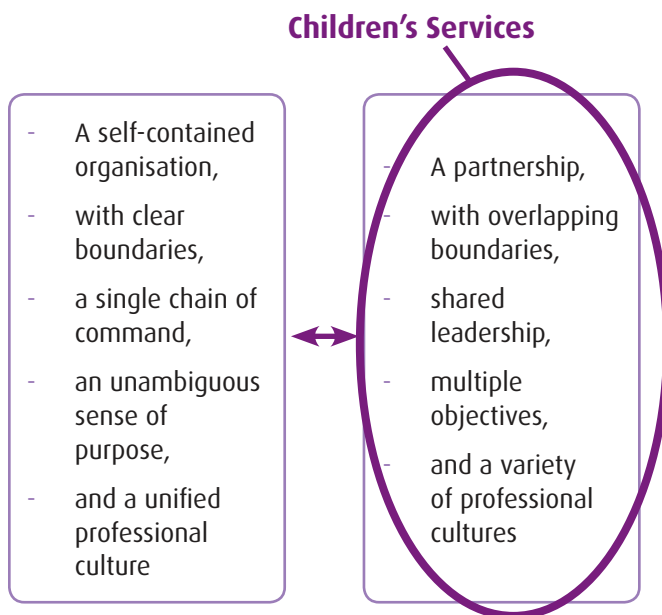 Children’s Services
- A self-contained
organisation,
- with clear
boundaries,
- a single chain of
command,
- an unambiguous
sense of
purpose,
- and a unified
professional
culture
- A partnership,
- with overlapping
boundaries,
- shared
leadership,
- multiple
objectives,
- and a variety
of professional
cultures